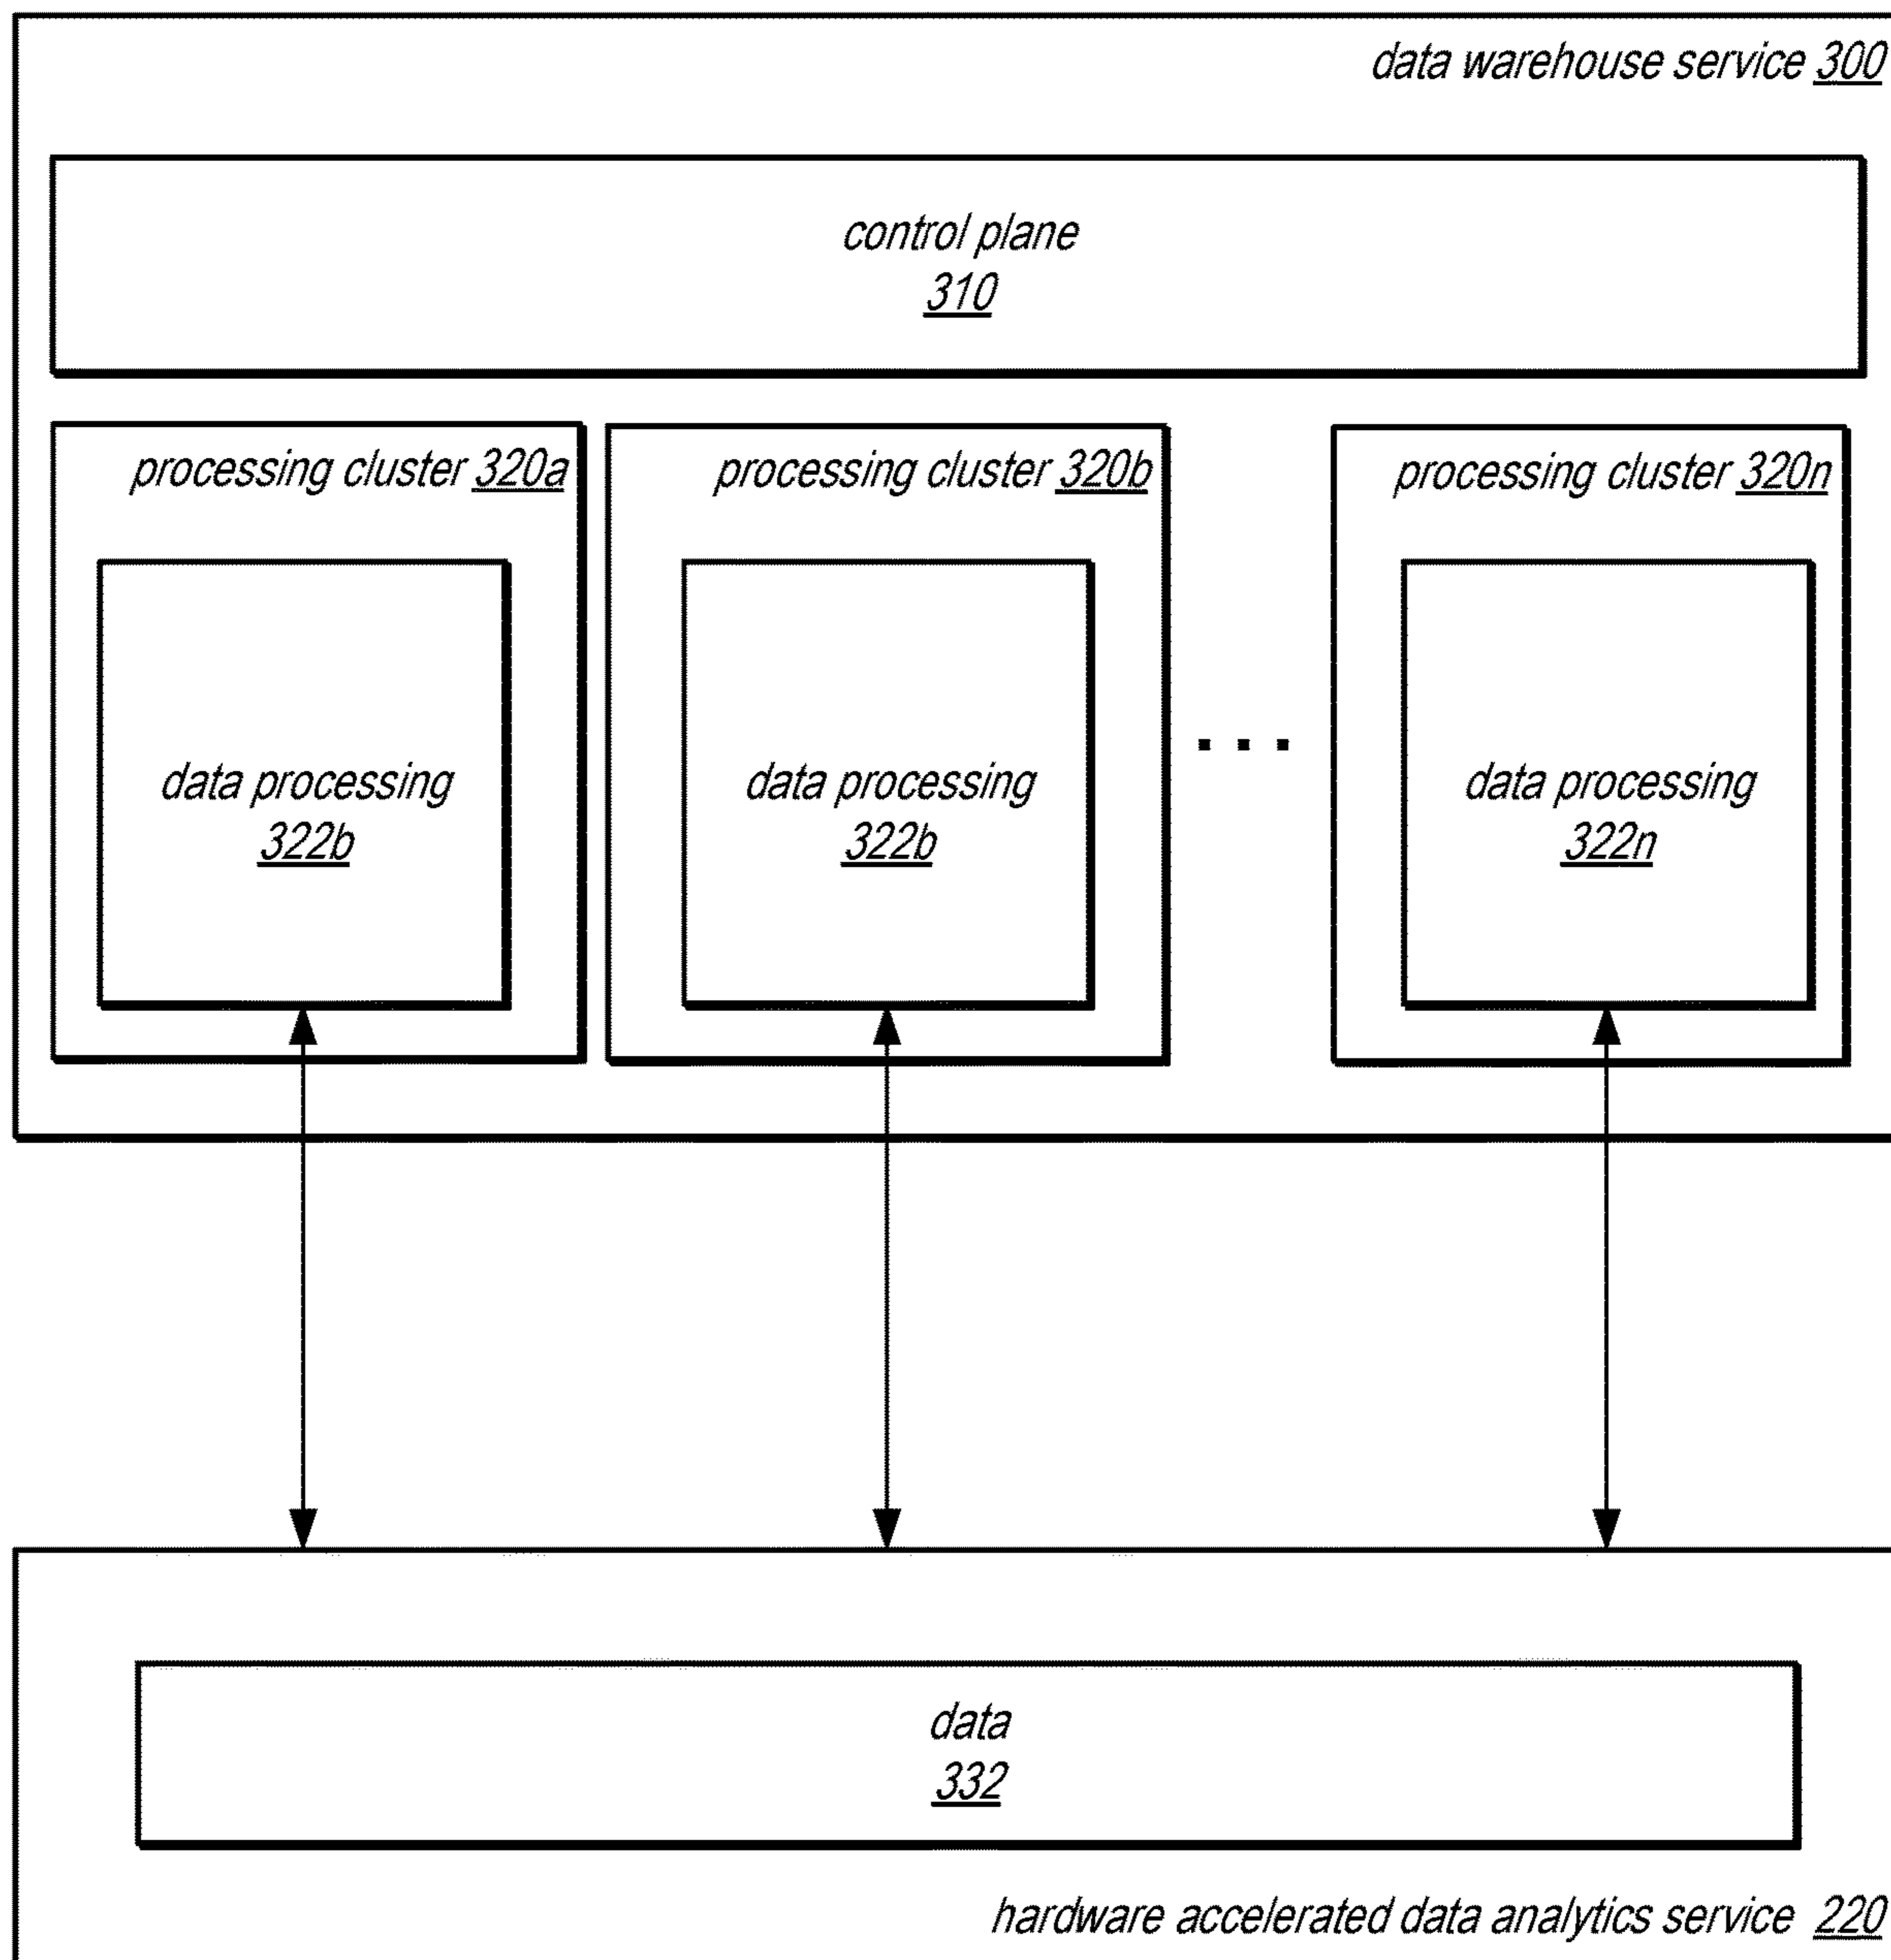 data warehouse service 300
control plane
310
processing cluster 320a
processing cluster 320b
processing cluster 320n
data processing
322b
data processing
322b
. . .
data processing
322n
data
332
hardware accelerated data analytics service 220